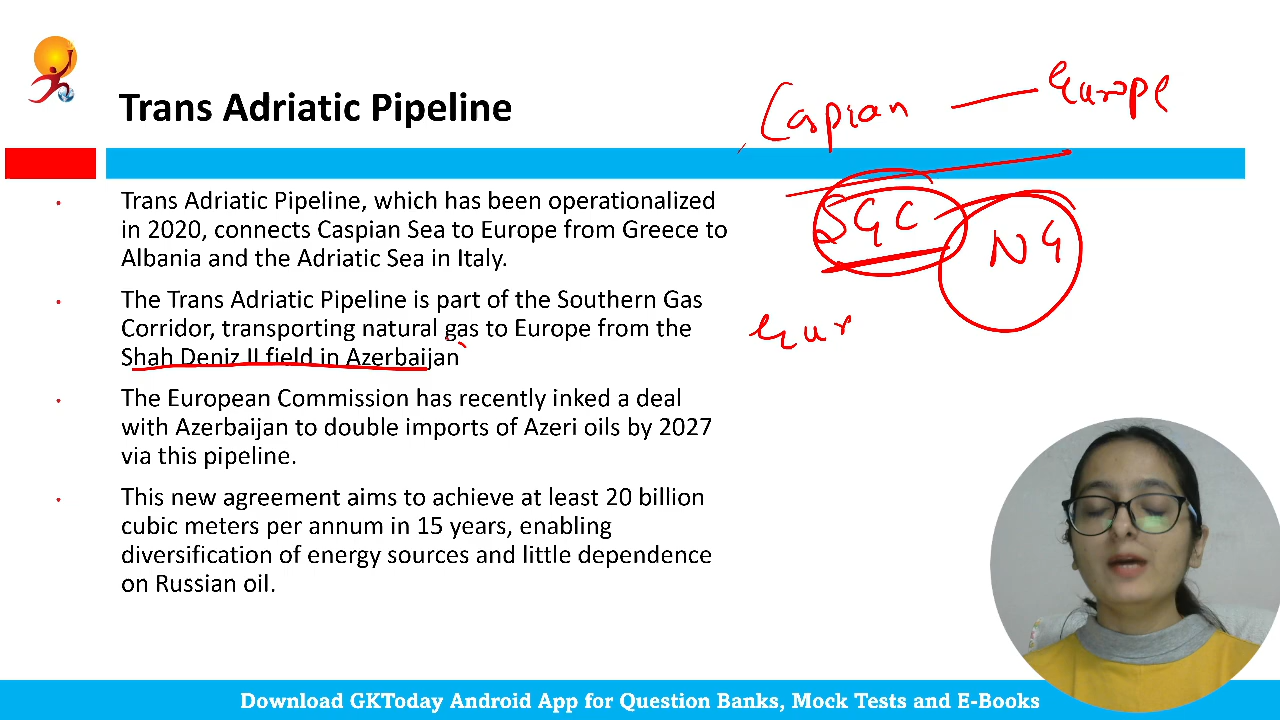 Trans Adriatic Pipeline
Caspian — Europe
SGC NG
Eur
Trans Adriatic Pipeline, which has been operationalized
in 2020, connects Caspian Sea to Europe from Greece to
Albania and the Adriatic Sea in Italy.
The Trans Adriatic Pipeline is part of the Southern Gas
Corridor, transporting natural gas to Europe from the
Shah Deniz II field in Azerbaijan
The European Commission has recently inked a deal
with Azerbaijan to double imports of Azeri oils by 2027
via this pipeline.
This new agreement aims to achieve at least 20 billion
cubic meters per annum in 15 years, enabling
diversification of energy sources and little dependence
on Russian oil.
Download GKToday Android App for Question Banks, Mock Tests and E-Books